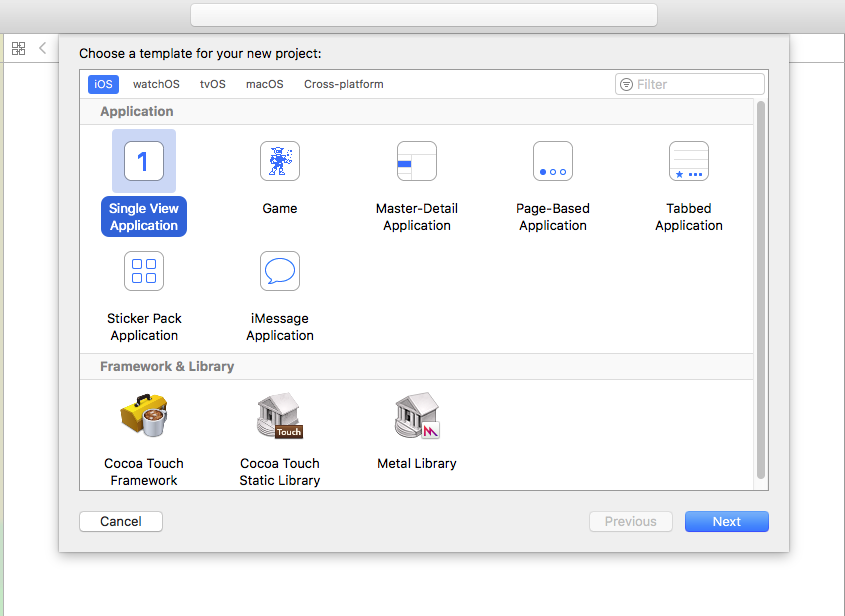 Choose a template for your new project:
iOS watchOS tvOS macOS Cross-platform Filter
Application
1
Single View Application
Game
Master-Detail Application
Page-Based Application
Tabbed Application
Sticker Pack Application
iMessage Application
Framework & Library
Touch
Cocoa Touch Framework
Cocoa Touch Static Library
Metal Library
Cancel Previous Next